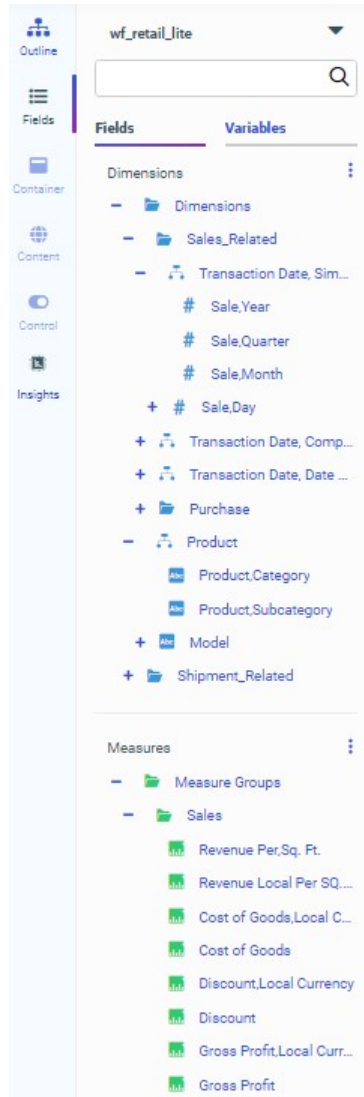 wf_retail_lite
Outline
Fields
Container
Content
Control
Insights
Fields Variables
Dimensions
Dimensions
Sales_Related
Transaction Date, Sim...
# Sale,Year
# Sale,Quarter
# Sale,Month
+ # Sale,Day
+ Transaction Date, Comp...
+ Transaction Date, Date ...
+ Purchase
Product
Abc Product,Category
Abc Product,Subcategory
+ Abc Model
+ Shipment_Related
Measures
Measure Groups
Sales
Revenue Per,Sq. Ft.
Revenue Local Per SQ....
Cost of Goods,Local C...
Cost of Goods
Discount,Local Currency
Discount
Gross Profit,Local Curr...
Gross Profit